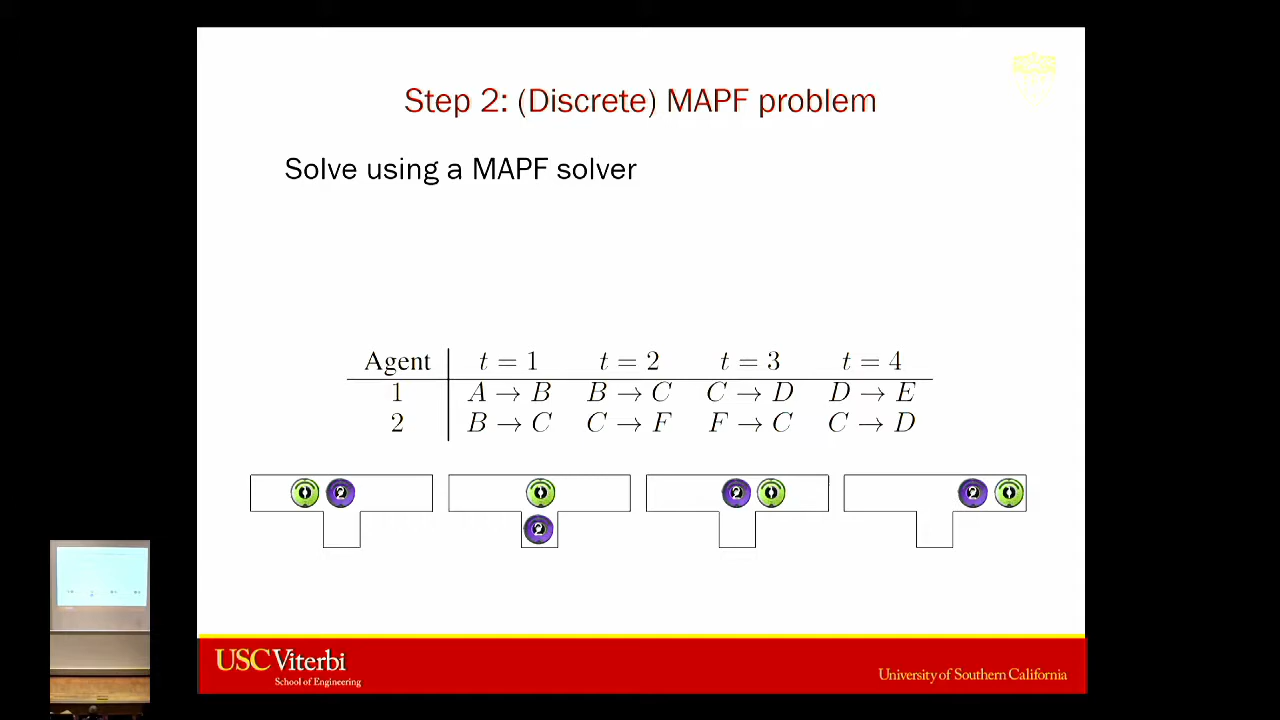 Step 2: (Discrete) MAPF problem
Solve using a MAPF solver
Agent t = 1 t = 2 t = 3 t = 4
1 A → B B → C C → D D → E
2 B → C C → F F → C C → D
USC Viterbi
School of Engineering
University of Southern California